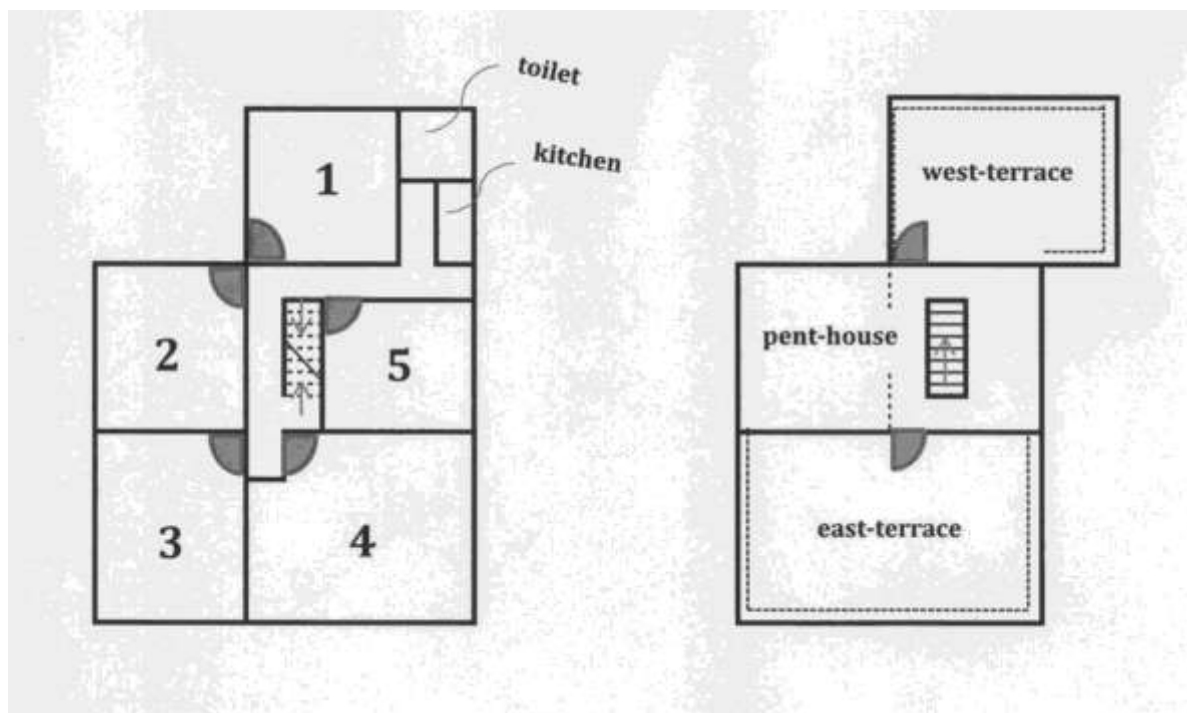 toilet
kitchen
1
2
5
3
4
west-terrace
pent-house
east-terrace